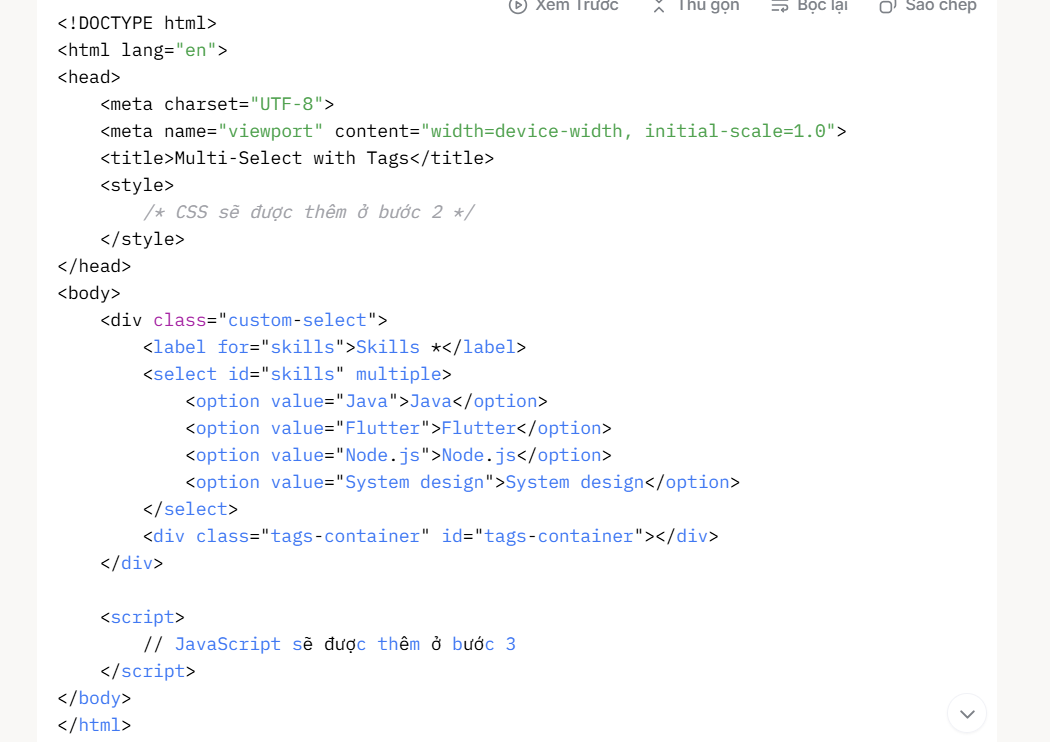 Xem Trước Thu gọn Bọc lại Sao chép
<!DOCTYPE html>
<html lang="en">
<head>
    <meta charset="UTF-8">
    <meta name="viewport" content="width=device-width, initial-scale=1.0">
    <title>Multi-Select with Tags</title>
    <style>
        /* CSS sẽ được thêm ở bước 2 */
    </style>
</head>
<body>
    <div class="custom-select">
        <label for="skills">Skills *</label>
        <select id="skills" multiple>
            <option value="Java">Java</option>
            <option value="Flutter">Flutter</option>
            <option value="Node.js">Node.js</option>
            <option value="System design">System design</option>
        </select>
        <div class="tags-container" id="tags-container"></div>
    </div>

    <script>
        // JavaScript sẽ được thêm ở bước 3
    </script>
</body>
</html>